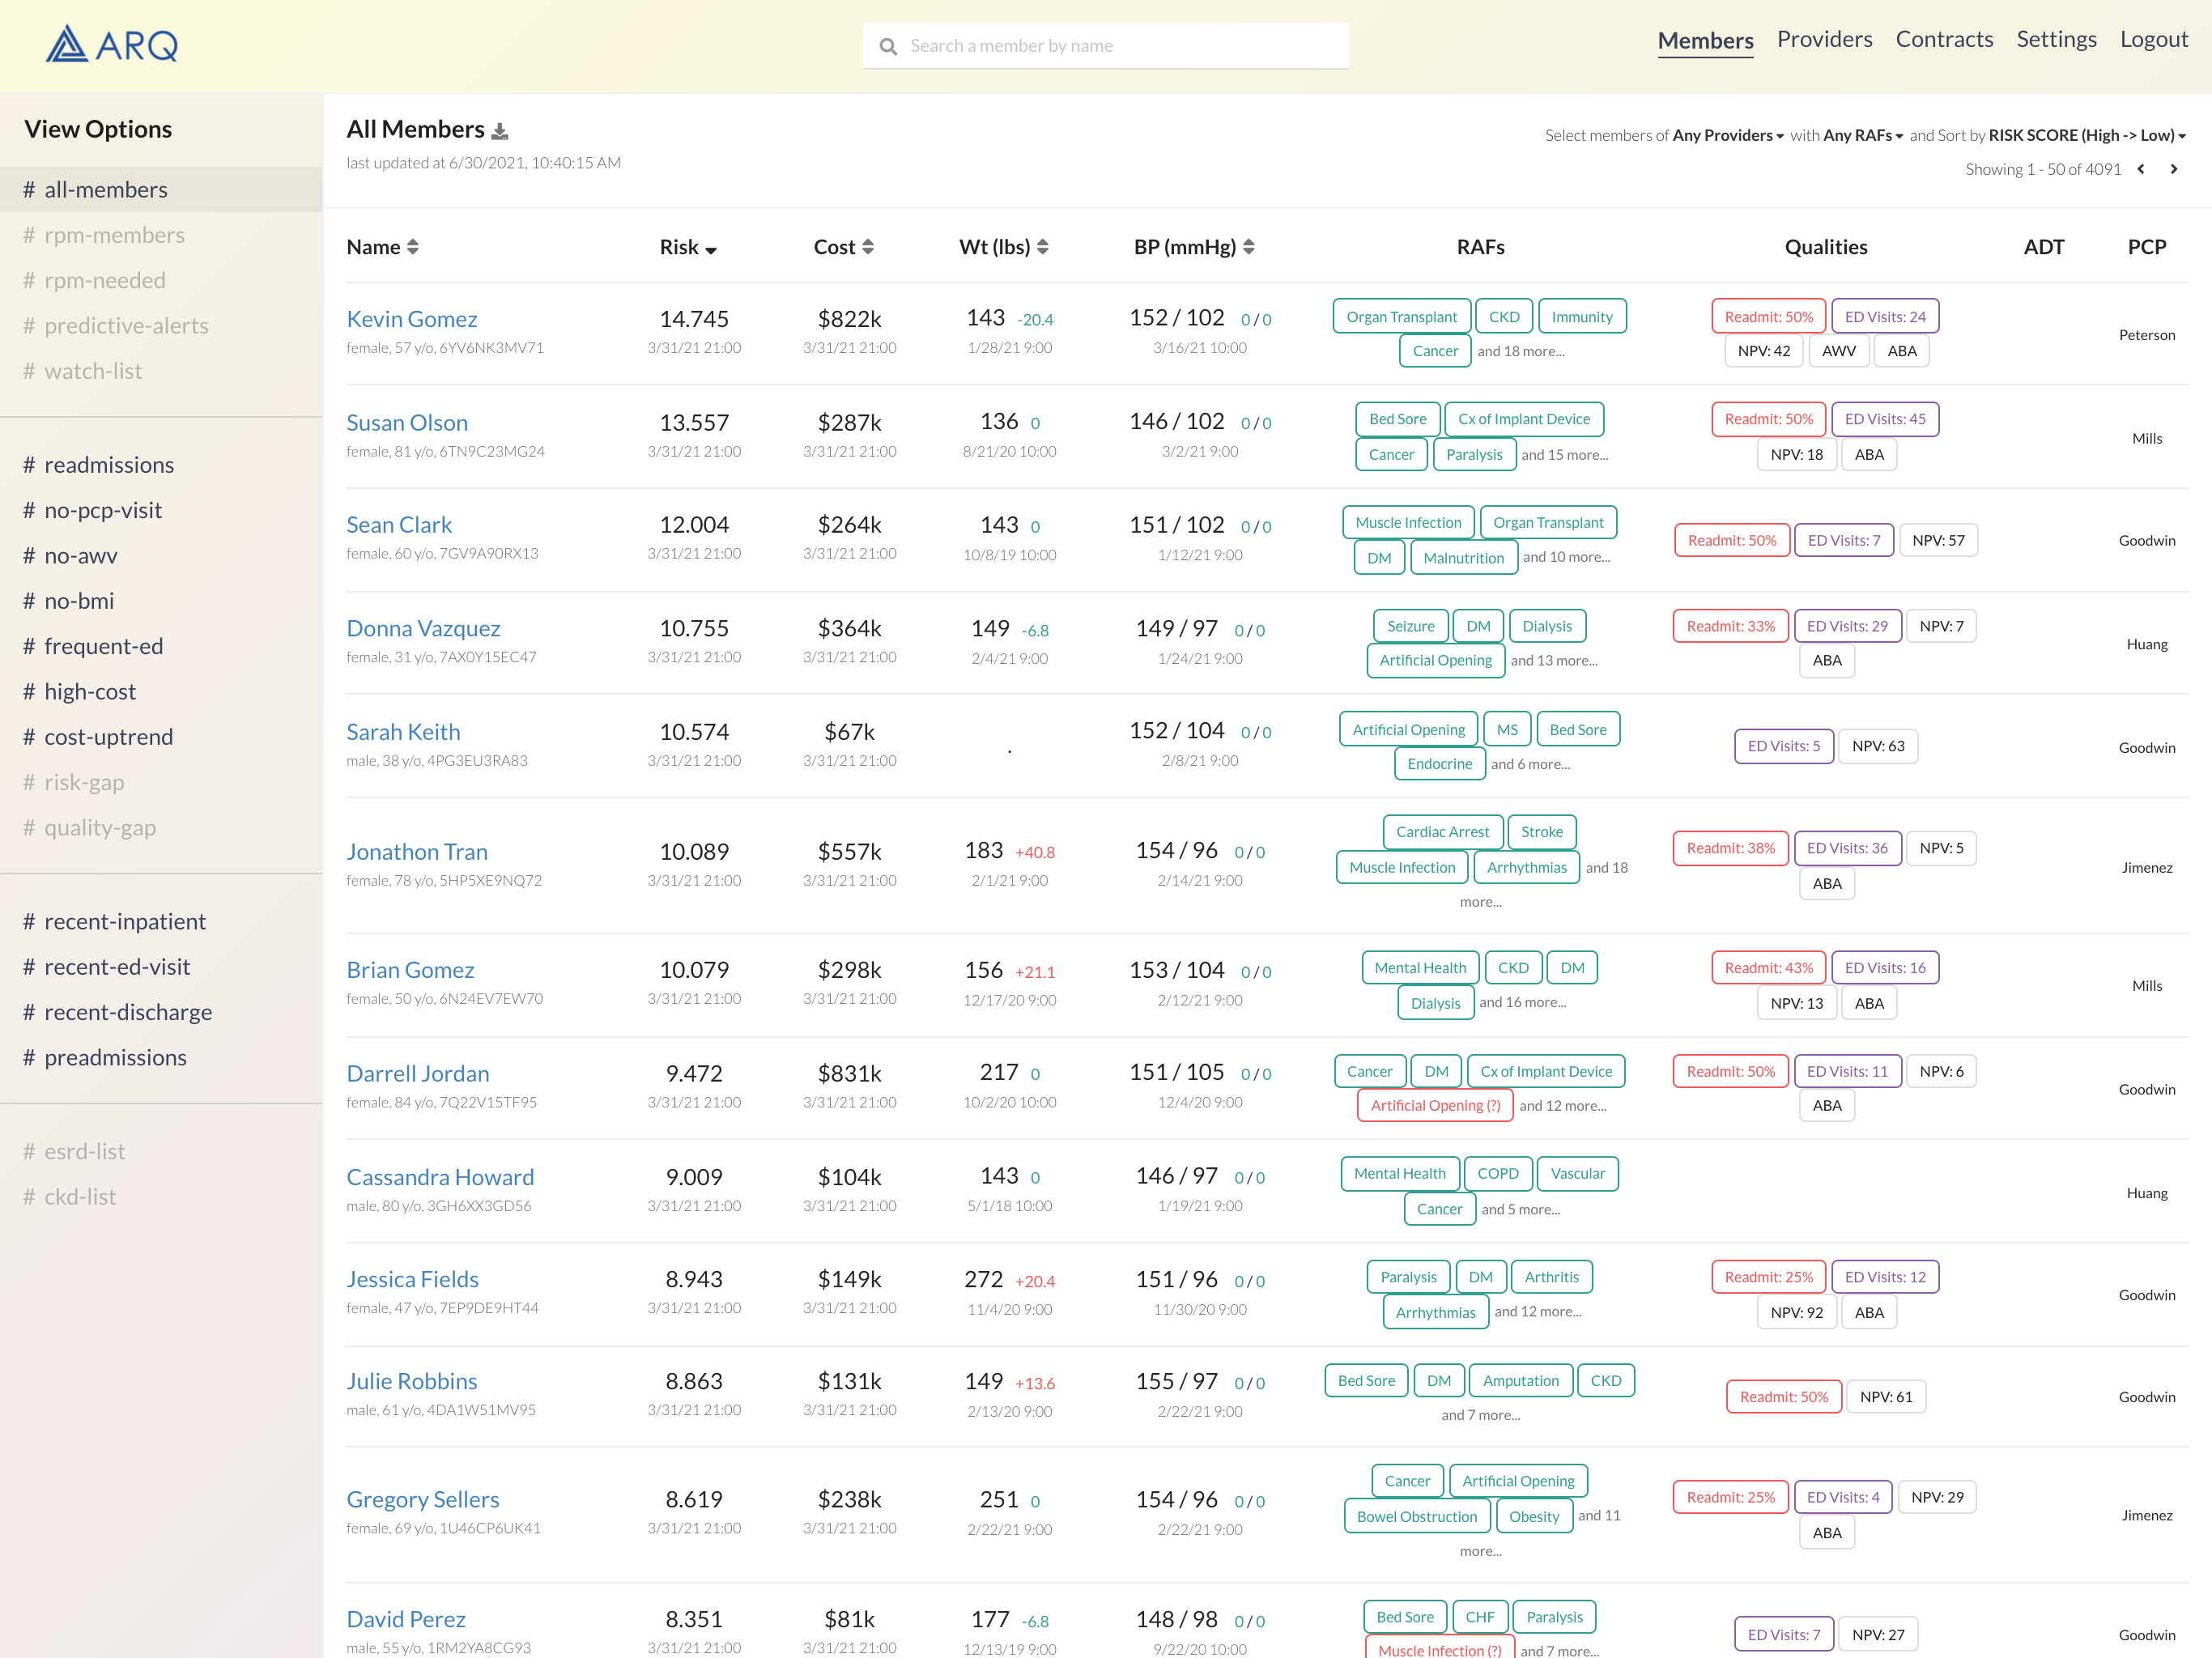 ARQ
Search a member by name
Members Providers Contracts Settings Logout
View Options
# all-members
# rpm-members
# rpm-needed
# predictive-alerts
# watch-list
# readmissions
# no-pcp-visit
# no-awv
# no-bmi
# frequent-ed
# high-cost
# cost-uptrend
# risk-gap
# quality-gap
# recent-inpatient
# recent-ed-visit
# recent-discharge
# preadmissions
# esrd-list
# ckd-list
All Members
last updated at 6/30/2021, 10:40:15 AM
Select members of Any Providers with Any RAFs and Sort by RISK SCORE (High -> Low)
Showing 1 - 50 of 4091
Name Risk Cost Wt (lbs) BP (mmHg) RAFs Qualities ADT PCP
Kevin Gomez 14.745 $822k 143 -20.4 152 / 102 0 / 0 Organ Transplant CKD Immunity Readmit: 50% ED Visits: 24 Peterson
female, 57 y/o, 6YV6NK3MV71 3/31/21 21:00 3/31/21 21:00 1/28/21 9:00 3/16/21 10:00 Cancer and 18 more... NPV: 42 AWV ABA
Susan Olson 13.557 $287k 136 0 146 / 102 0 / 0 Bed Sore Cx of Implant Device Readmit: 50% ED Visits: 45 Mills
female, 81 y/o, 6TN9C23MG24 3/31/21 21:00 3/31/21 21:00 8/21/20 10:00 3/2/21 9:00 Cancer Paralysis and 15 more... NPV: 18 ABA
Sean Clark 12.004 $264k 143 0 151 / 102 0 / 0 Muscle Infection Organ Transplant Readmit: 50% ED Visits: 7 NPV: 57 Goodwin
female, 60 y/o, 7GV9A90RX13 3/31/21 21:00 3/31/21 21:00 10/8/19 10:00 1/12/21 9:00 DM Malnutrition and 10 more...
Donna Vazquez 10.755 $364k 149 -6.8 149 / 97 0 / 0 Seizure DM Dialysis Readmit: 33% ED Visits: 29 NPV: 7 Huang
female, 31 y/o, 7AX0Y15EC47 3/31/21 21:00 3/31/21 21:00 2/4/21 9:00 1/24/21 9:00 Artificial Opening and 13 more... ABA
Sarah Keith 10.574 $67k . 152 / 104 0 / 0 Artificial Opening MS Bed Sore ED Visits: 5 NPV: 63 Goodwin
male, 38 y/o, 4PG3EU3RA83 3/31/21 21:00 3/31/21 21:00 2/8/21 9:00 Endocrine and 6 more...
Jonathon Tran 10.089 $557k 183 +40.8 154 / 96 0 / 0 Cardiac Arrest Stroke Readmit: 38% ED Visits: 36 NPV: 5 Jimenez
female, 78 y/o, 5HP5XE9NQ72 3/31/21 21:00 3/31/21 21:00 2/1/21 9:00 2/14/21 9:00 Muscle Infection Arrhythmias and 18 ABA
more...
Brian Gomez 10.079 $298k 156 +21.1 153 / 104 0 / 0 Mental Health CKD DM Readmit: 43% ED Visits: 16 Mills
female, 50 y/o, 6N24EV7EW70 3/31/21 21:00 3/31/21 21:00 12/17/20 9:00 2/12/21 9:00 Dialysis and 16 more... NPV: 13 ABA
Darrell Jordan 9.472 $831k 217 0 151 / 105 0 / 0 Cancer DM Cx of Implant Device Readmit: 50% ED Visits: 11 NPV: 6 Goodwin
female, 84 y/o, 7Q22V15TF95 3/31/21 21:00 3/31/21 21:00 10/2/20 10:00 12/4/20 9:00 Artificial Opening (?) and 12 more... ABA
Cassandra Howard 9.009 $104k 143 0 146 / 97 0 / 0 Mental Health COPD Vascular Huang
male, 80 y/o, 3GH6XX3GD56 3/31/21 21:00 3/31/21 21:00 5/1/18 10:00 1/19/21 9:00 Cancer and 5 more...
Jessica Fields 8.943 $149k 272 +20.4 151 / 96 0 / 0 Paralysis DM Arthritis Readmit: 25% ED Visits: 12 Goodwin
female, 47 y/o, 7EP9DE9HT44 3/31/21 21:00 3/31/21 21:00 11/4/20 9:00 11/30/20 9:00 Arrhythmias and 12 more... NPV: 92 ABA
Julie Robbins 8.863 $131k 149 +13.6 155 / 97 0 / 0 Bed Sore DM Amputation CKD Readmit: 50% NPV: 61 Goodwin
male, 61 y/o, 4DA1W51MV95 3/31/21 21:00 3/31/21 21:00 2/13/20 9:00 2/22/21 9:00 and 7 more...
Gregory Sellers 8.619 $238k 251 0 154 / 96 0 / 0 Cancer Artificial Opening Readmit: 25% ED Visits: 4 NPV: 29 Jimenez
female, 69 y/o, 1U46CP6UK41 3/31/21 21:00 3/31/21 21:00 2/22/21 9:00 2/22/21 9:00 Bowel Obstruction Obesity and 11 ABA
more...
David Perez 8.351 $81k 177 -6.8 148 / 98 0 / 0 Bed Sore CHF Paralysis ED Visits: 7 NPV: 27 Goodwin
male, 55 y/o, 1RM2YA8CG93 3/31/21 21:00 3/31/21 21:00 12/13/19 9:00 9/22/20 10:00 Muscle Infection (?) and 7 more...